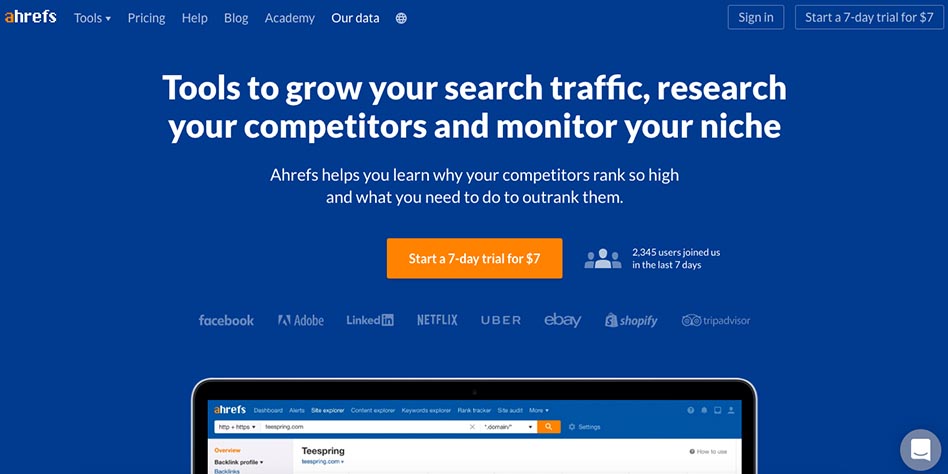 ahrefs Tools Pricing Help Blog Academy Our data Sign in Start a 7-day trial for $7
Tools to grow your search traffic, research
your competitors and monitor your niche
Ahrefs helps you learn why your competitors rank so high
and what you need to do to outrank them.
Start a 7-day trial for $7
2,345 users joined us
in the last 7 days
facebook Adobe LinkedIn NETFLIX UBER ebay shopify tripadvisor
ahrefs Dashboard Alerts Site explorer Content explorer Keywords explorer Rank tracker Site audit More
http + https teespring.com *.domain/* Settings
Overview
Backlink profile
Backlinks
Teespring
teespring.com
How to use